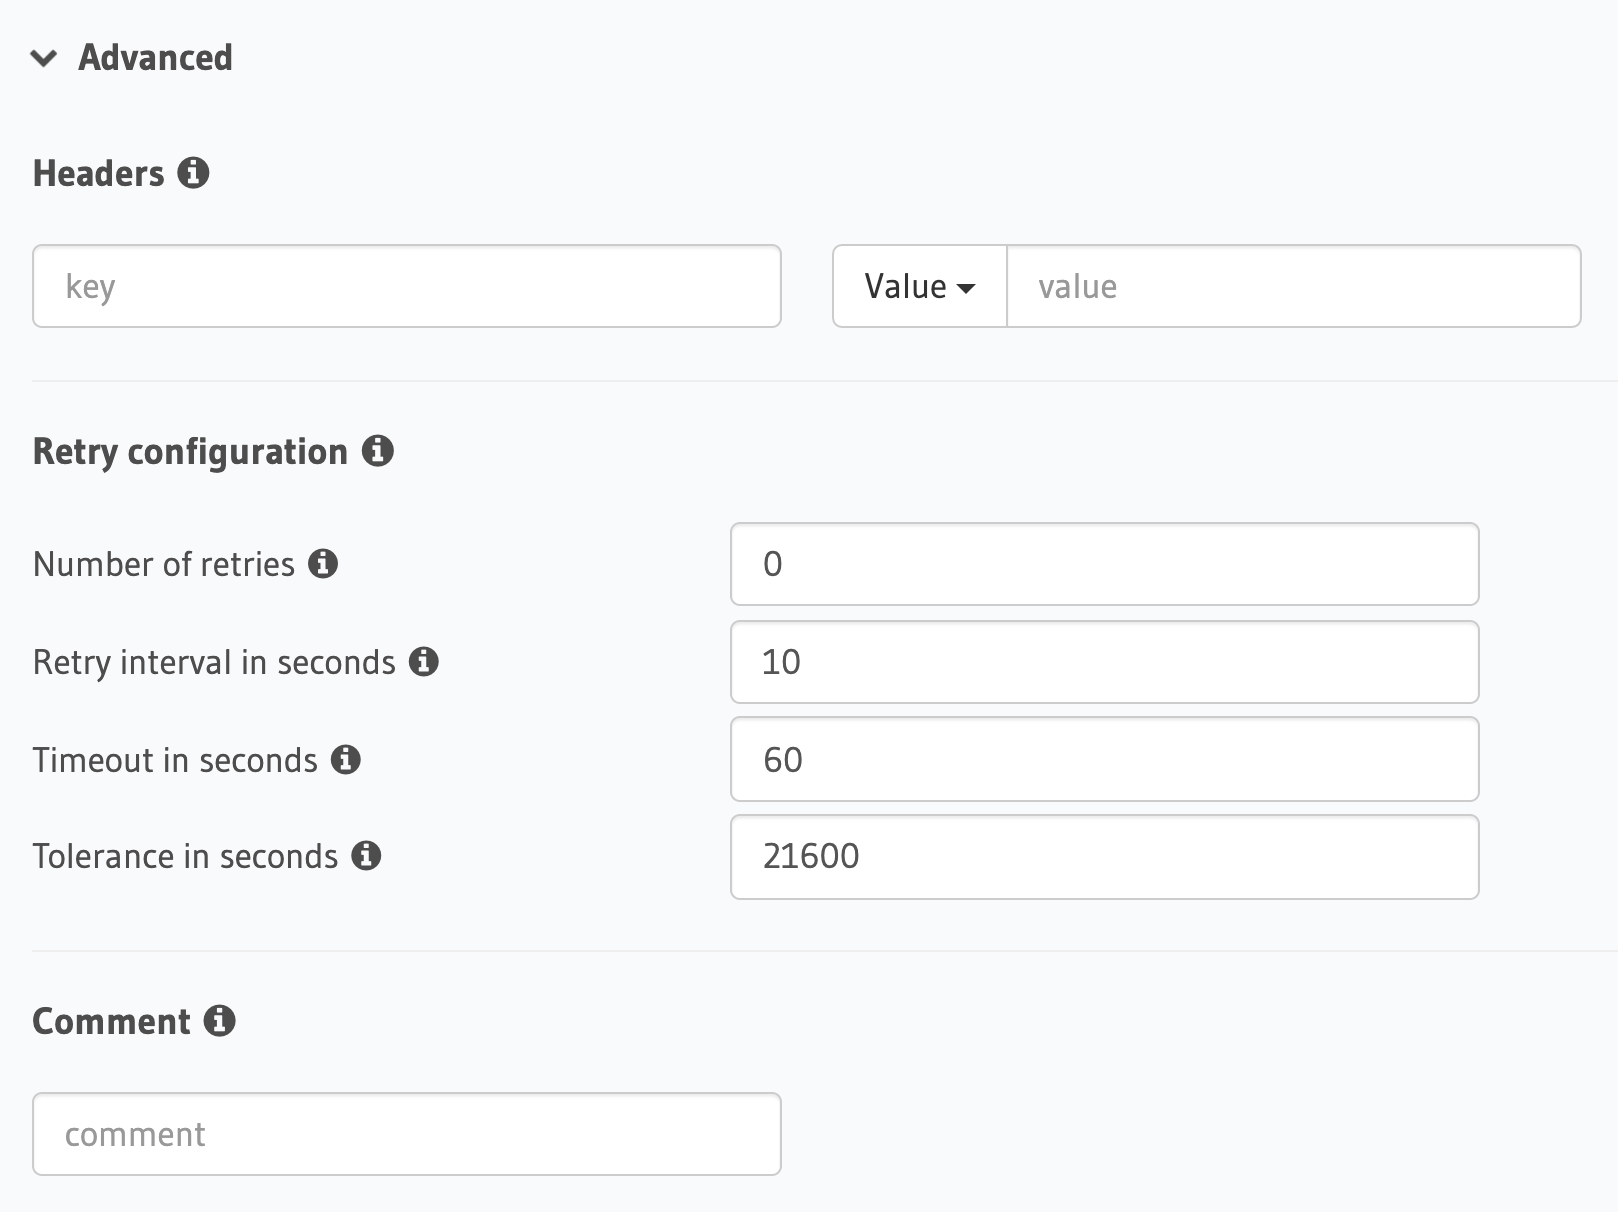 Advanced
Headers
key
Value value
Retry configuration
Number of retries 0
Retry interval in seconds 10
Timeout in seconds 60
Tolerance in seconds 21600
Comment
comment